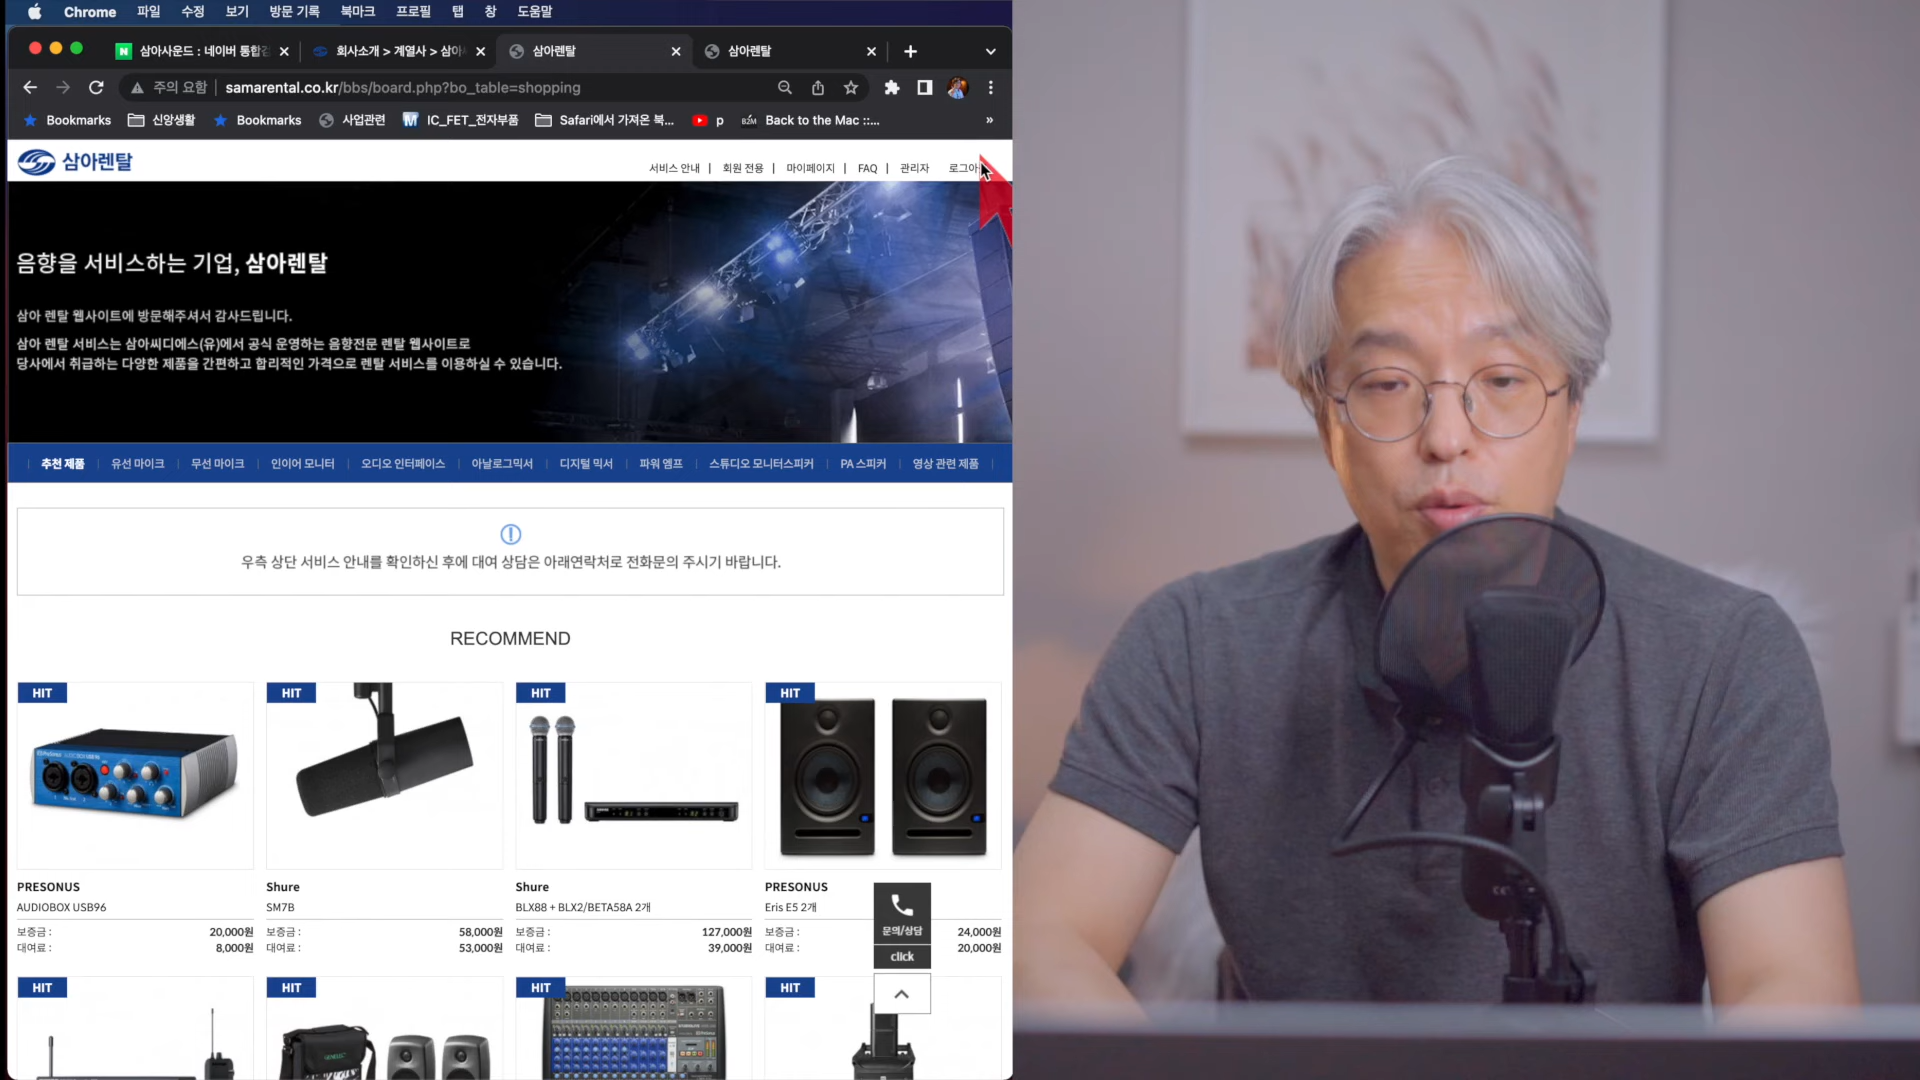 Chrome 파일 수정 보기 방문 기록 북마크 프로필 탭 창 도움말
삼아사운드 : 네이버 통합검
회사소개 > 계열사 > 삼아
삼아렌탈
삼아렌탈
주의 요함 samarental.co.kr/bbs/board.php?bo_table=shopping
Bookmarks 신앙생활 Bookmarks 사업관련 IC_FET_전자부품 Safari에서 가져온 북... p B2M Back to the Mac ::... »
삼아렌탈
서비스 안내 | 회원 전용 | 마이페이지 | FAQ | 관리자 로그아
음향을 서비스하는 기업, 삼아렌탈
삼아 렌탈 웹사이트에 방문해주셔서 감사드립니다.
삼아 렌탈 서비스는 삼아씨디에스(유)에서 공식 운영하는 음향전문 렌탈 웹사이트로
당사에서 취급하는 다양한 제품을 간편하고 합리적인 가격으로 렌탈 서비스를 이용하실 수 있습니다.
추천 제품 유선 마이크 무선 마이크 인이어 모니터 오디오 인터페이스 아날로그믹서 디지털 믹서 파워 엠프 스튜디오 모니터스피커 PA 스피커 영상 관련 제품
우측 상단 서비스 안내를 확인하신 후에 대여 상담은 아래연락처로 전화문의 주시기 바랍니다.
RECOMMEND
HIT HIT HIT HIT
PRESONUS
AUDIOBOX USB96
보증금 : 20,000원
대여료 : 8,000원
Shure
SM7B
보증금 : 58,000원
대여료 : 53,000원
Shure
BLX88 + BLX2/BETA58A 2개
보증금 : 127,000원
대여료 : 39,000원
PRESONUS
Eris E5 2개
보증금 : 24,000원
대여료 : 20,000원
문의/상담
click
HIT HIT HIT HIT